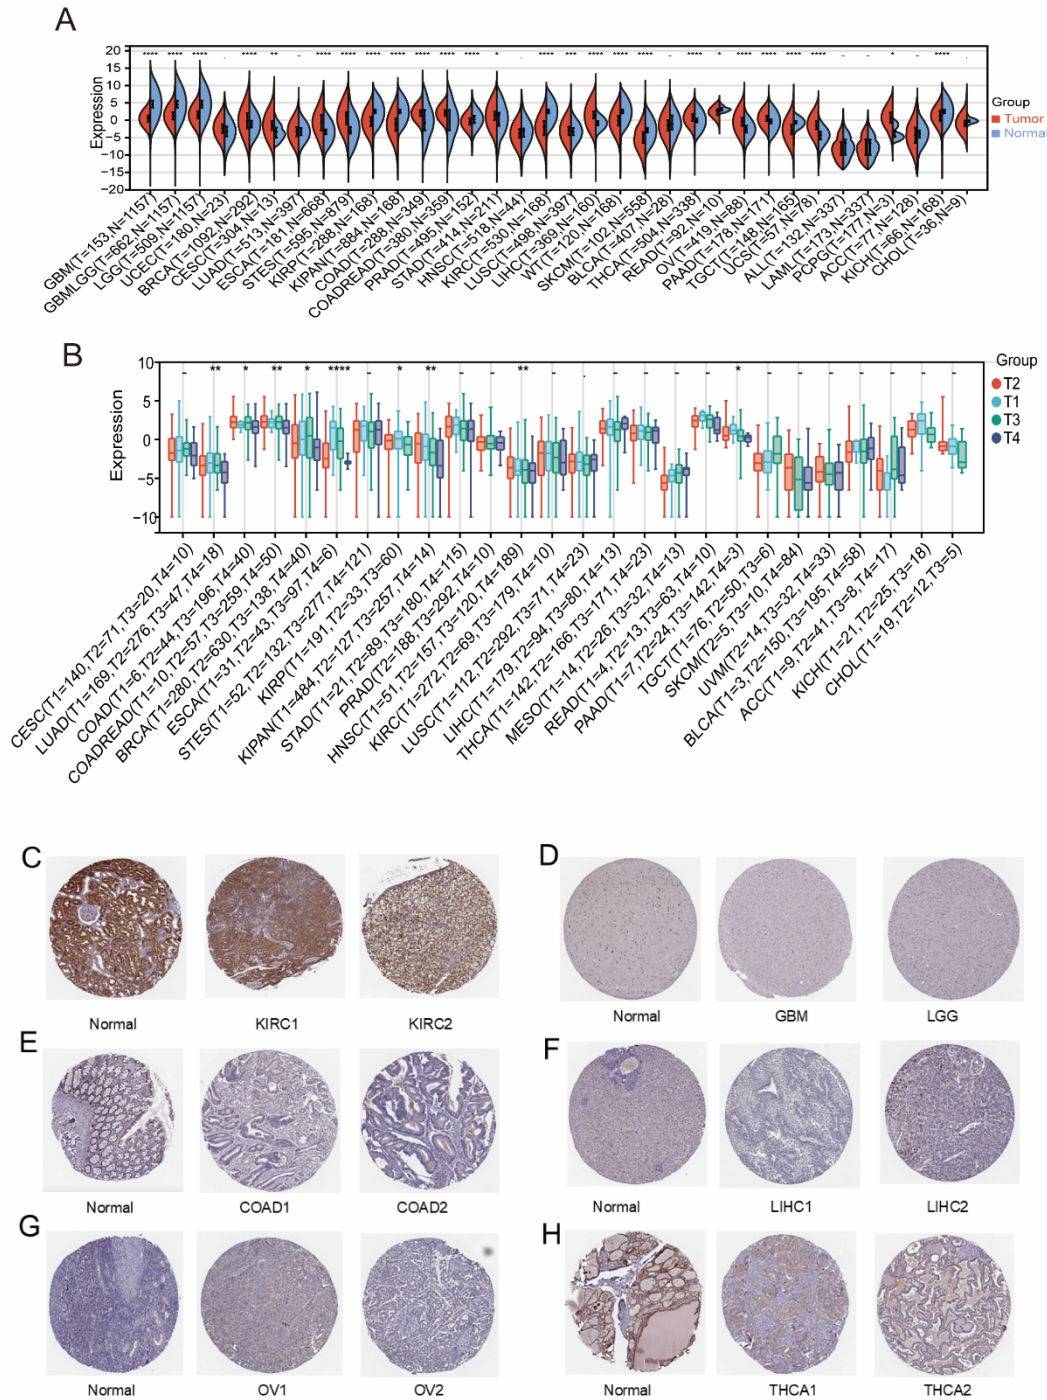 A
Expression
20
15
10
5
0
−5
−10
−15
−20
**** **** **** - **** ** - **** **** **** **** **** **** **** * - **** *** **** **** **** - **** * **** **** **** **** - - * - **** -
Group
Tumor
Normal
GBM(T=153,N=1157)
GBMLGG(T=662,N=1157)
LGG(T=509,N=1157)
UCEC(T=180,N=23)
BRCA(T=1092,N=292)
CESC(T=304,N=13)
LUAD(T=513,N=397)
ESCA(T=181,N=668)
STES(T=595,N=879)
KIRP(T=288,N=168)
KIPAN(T=884,N=168)
COAD(T=288,N=349)
COADREAD(T=380,N=359)
PRAD(T=495,N=152)
STAD(T=414,N=211)
HNSC(T=518,N=44)
KIRC(T=530,N=168)
LUSC(T=498,N=397)
LIHC(T=369,N=160)
WT(T=120,N=168)
SKCM(T=102,N=558)
BLCA(T=407,N=28)
THCA(T=504,N=338)
READ(T=92,N=10)
OV(T=419,N=88)
PAAD(T=178,N=171)
TGCT(T=148,N=165)
UCS(T=57,N=78)
ALL(T=132,N=337)
LAML(T=173,N=337)
PCPG(T=177,N=3)
ACC(T=77,N=128)
KICH(T=66,N=168)
CHOL(T=36,N=9)
B
Expression
10
5
0
−5
−10
- ** * ** * **** - * ** - - ** - - - - - - * - - - - - - -
Group
T2
T1
T3
T4
CESC(T1=140,T2=71,T3=20,T4=10)
LUAD(T1=169,T2=276,T3=47,T4=18)
COAD(T1=6,T2=44,T3=196,T4=40)
COADREAD(T1=10,T2=57,T3=259,T4=50)
BRCA(T1=280,T2=630,T3=138,T4=40)
ESCA(T1=31,T2=43,T3=97,T4=6)
STES(T1=52,T2=132,T3=277,T4=121)
KIRP(T1=191,T2=33,T3=60)
KIPAN(T1=484,T2=127,T3=257,T4=14)
STAD(T1=21,T2=89,T3=180,T4=115)
PRAD(T2=188,T3=292,T4=10)
HNSC(T1=51,T2=157,T3=120,T4=189)
KIRC(T1=272,T2=69,T3=179,T4=10)
LUSC(T1=112,T2=292,T3=71,T4=23)
LIHC(T1=179,T2=94,T3=80,T4=13)
THCA(T1=142,T2=166,T3=171,T4=23)
MESO(T1=14,T2=26,T3=32,T4=13)
READ(T1=4,T2=13,T3=63,T4=10)
PAAD(T1=7,T2=24,T3=142,T4=3)
TGCT(T1=76,T2=50,T3=6)
SKCM(T2=5,T3=10,T4=84)
UVM(T2=14,T3=32,T4=33)
BLCA(T1=3,T2=150,T3=195,T4=58)
ACC(T1=9,T2=41,T3=8,T4=17)
KICH(T1=21,T2=25,T3=18)
CHOL(T1=19,T2=12,T3=5)
C
Normal
KIRC1
KIRC2
D
Normal
GBM
LGG
E
Normal
COAD1
COAD2
F
Normal
LIHC1
LIHC2
G
Normal
OV1
OV2
H
Normal
THCA1
THCA2